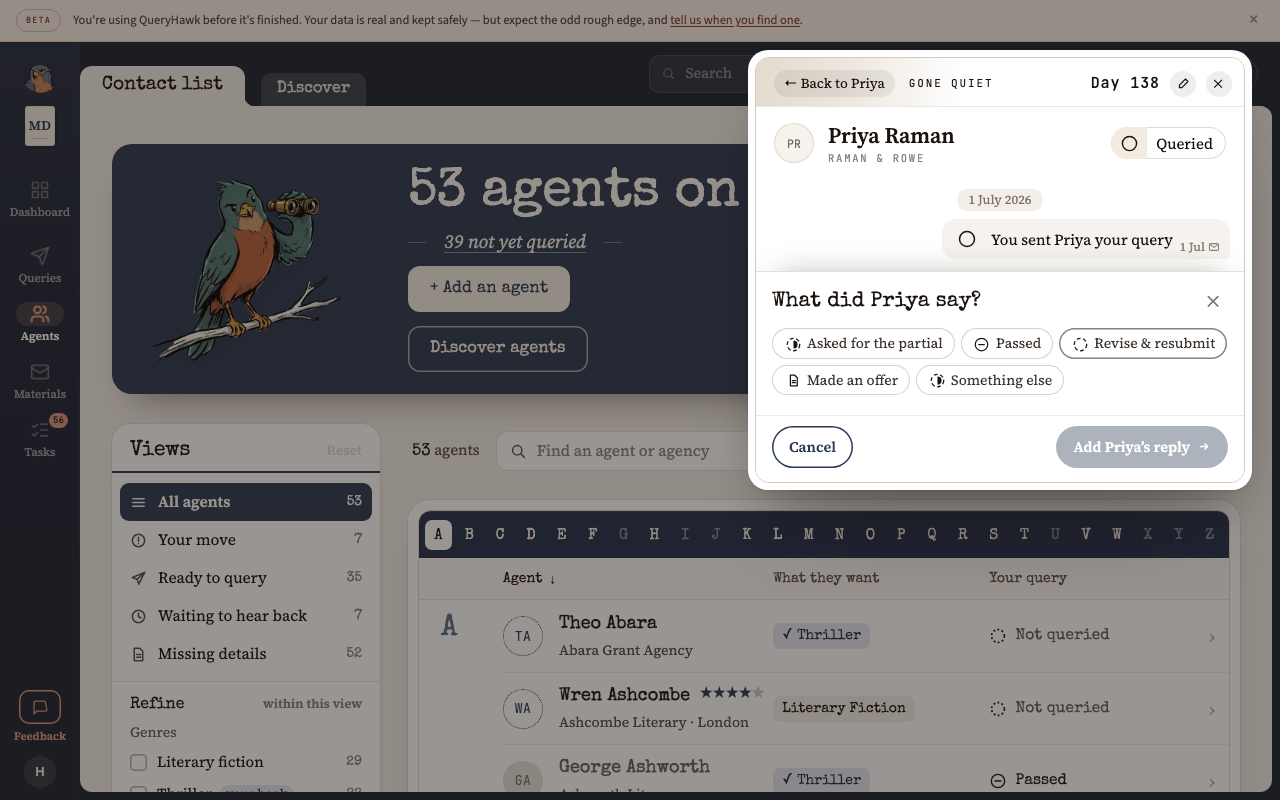 BETA
You're using QueryHawk before it's finished. Your data is real and kept safely — but expect the odd rough edge, and tell us when you find one.
×
MD
Dashboard
Queries
Agents
Materials
56
Tasks
Feedback
H
Contact list
Discover
Search
53 agents on
39 not yet queried
+ Add an agent
Discover agents
← Back to Priya
GONE QUIET
Day 138
PR
Priya Raman
RAMAN & ROWE
Queried
1 July 2026
You sent Priya your query
1 Jul
What did Priya say?
Asked for the partial
Passed
Revise & resubmit
Made an offer
Something else
Cancel
Add Priya's reply →
Views
Reset
All agents 53
Your move 7
Ready to query 35
Waiting to hear back 7
Missing details 52
Refine
within this view
Genres
Literary fiction 29
53 agents
Find an agent or agency
A B C D E F G H I J K L M N O P Q R S T U V W X Y Z
Agent ↓
What they want
Your query
A
TA
Theo Abara
Abara Grant Agency
✓ Thriller
Not queried
WA
Wren Ashcombe ★★★★★
Ashcombe Literary · London
Literary Fiction
Not queried
GA
George Ashworth
✓ Thriller
Passed